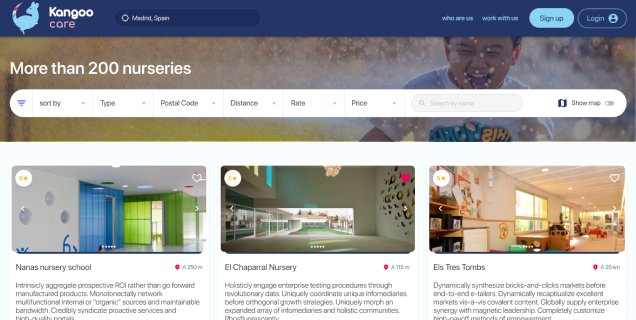 Kangoo
care
Madrid, Spain
who are us
work with us
Sign up
Login
More than 200 nurseries
sort by
Type
Postal Code
Distance
Rate
Price
Search by name
Show map
5★
5★
5★
Nanas nursery school
A 250 m
Intrinsicly aggregate prospective ROI rather than go forward
manufactured products. Monotonectally network
multifunctional internal or "organic" sources and maintainable
bandwidth. Credibly syndicate proactive services and
high-quality portals
El Chaparral Nursery
A 115 m
Holisticly engage enterprise testing procedures through
revolutionary data. Uniquely coordinate unique infomediaries
before orthogonal growth strategies. Uniquely morph an
expanded array of infomediaries and holistic communities.
Phosfluorescently
Els Tres Tombs
A 25 km
Dynamically synthesize bricks-and-clicks markets before
end-to-end e-tailers. Dynamically recaptiualize excellent
markets vis-a-vis covalent content. Globally supply enterprise
synergy with magnetic leadership. Completely customize
high-payoff methods of empowerment